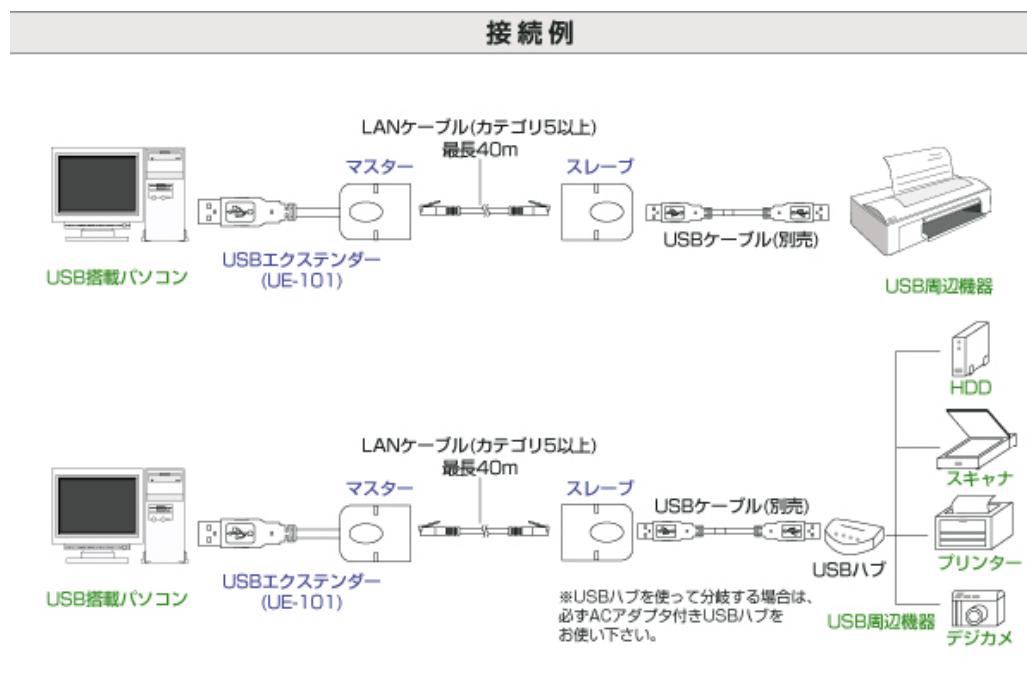 接続例
LANケーブル(カテゴリ5以上)
最長40m
マスター
スレーブ
USBケーブル(別売)
USBエクステンダー
(UE-101)
USB搭載パソコン
USB周辺機器
HDD
LANケーブル(カテゴリ5以上)
最長40m
スキャナ
マスター
スレーブ
USBケーブル(別売)
プリンター
USBハブ
USBエクステンダー
(UE-101)
USB搭載パソコン
※USBハブを使って分岐する場合は、
必ずACアダプタ付きUSBハブを
お使い下さい。
USB周辺機器
デジカメ